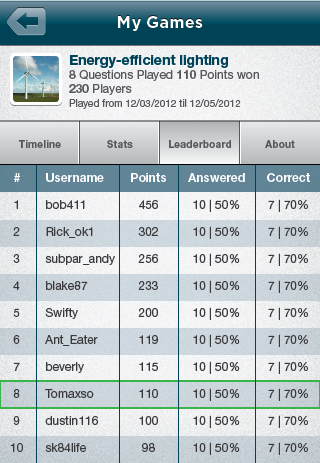 My Games
Energy-efficient lighting
8 Questions Played 110 Points won
230 Players
Played from 12/03/2012 til 12/05/2012
Timeline Stats Leaderboard About
# Username Points Answered Correct
1 bob411 456 10 | 50% 7 | 70%
2 Rick_ok1 302 10 | 50% 7 | 70%
3 subpar_andy 256 10 | 50% 7 | 70%
4 blake87 233 10 | 50% 7 | 70%
5 Swifty 200 10 | 50% 7 | 70%
6 Ant_Eater 119 10 | 50% 7 | 70%
7 beverly 115 10 | 50% 7 | 70%
8 Tomaxso 110 10 | 50% 7 | 70%
9 dustin116 100 10 | 50% 7 | 70%
10 sk84life 98 10 | 50% 7 | 70%